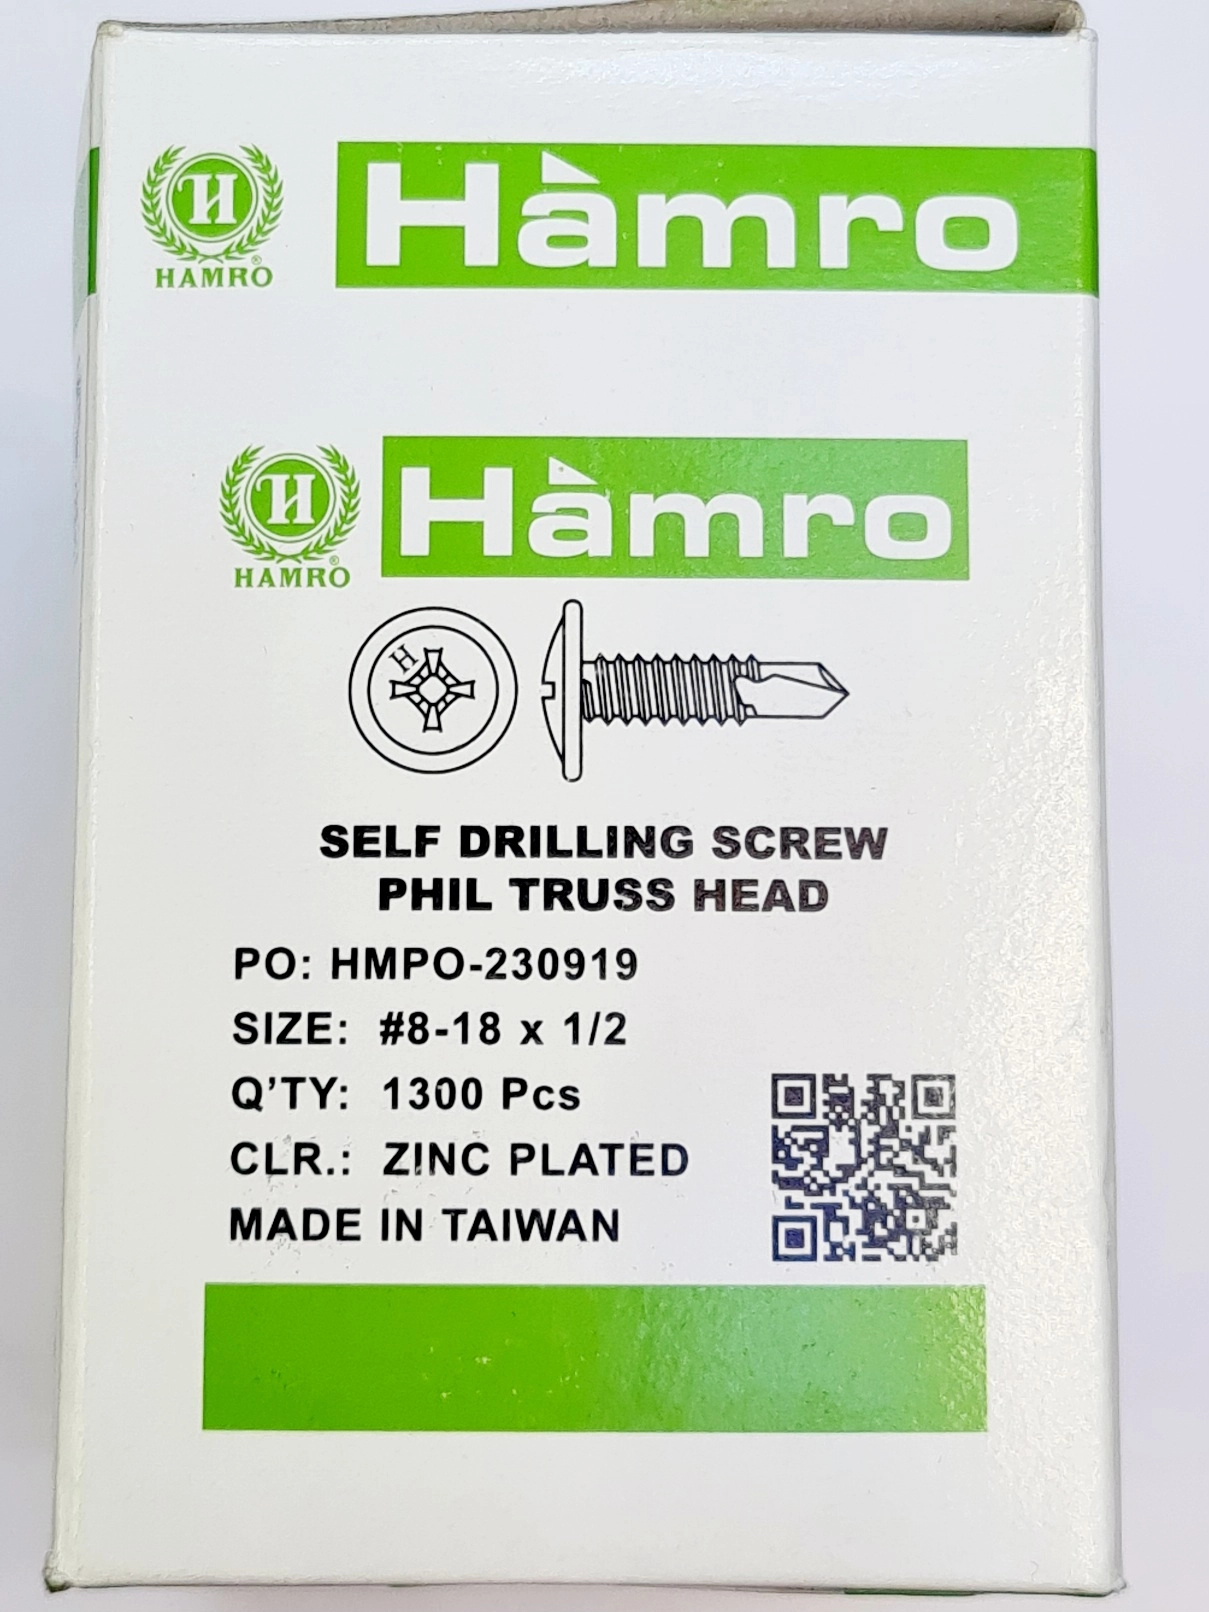 H
HAMRO®
Hàmro
H
HAMRO®
Hàmro
H
SELF DRILLING SCREW
PHIL TRUSS HEAD
PO: HMPO-230919
SIZE: #8-18 x 1/2
Q'TY: 1300 Pcs
CLR.: ZINC PLATED
MADE IN TAIWAN